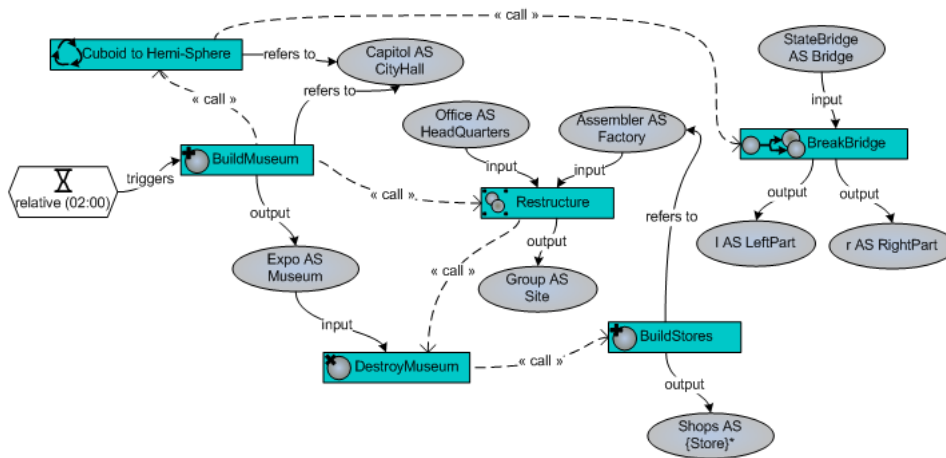 « call »
Cuboid to Hemi-Sphere
refers to
Capitol AS
CityHall
StateBridge
AS Bridge
« call »
refers to
Office AS
HeadQuarters
Assembler AS
Factory
input
BreakBridge
BuildMuseum
input
input
triggers
relative (02:00)
« call »
Restructure
output
output
output
output
refers to
l AS LeftPart
r AS RightPart
Expo AS
Museum
« call »
Group AS
Site
input
BuildStores
DestroyMuseum
« call »
output
Shops AS
{Store}*